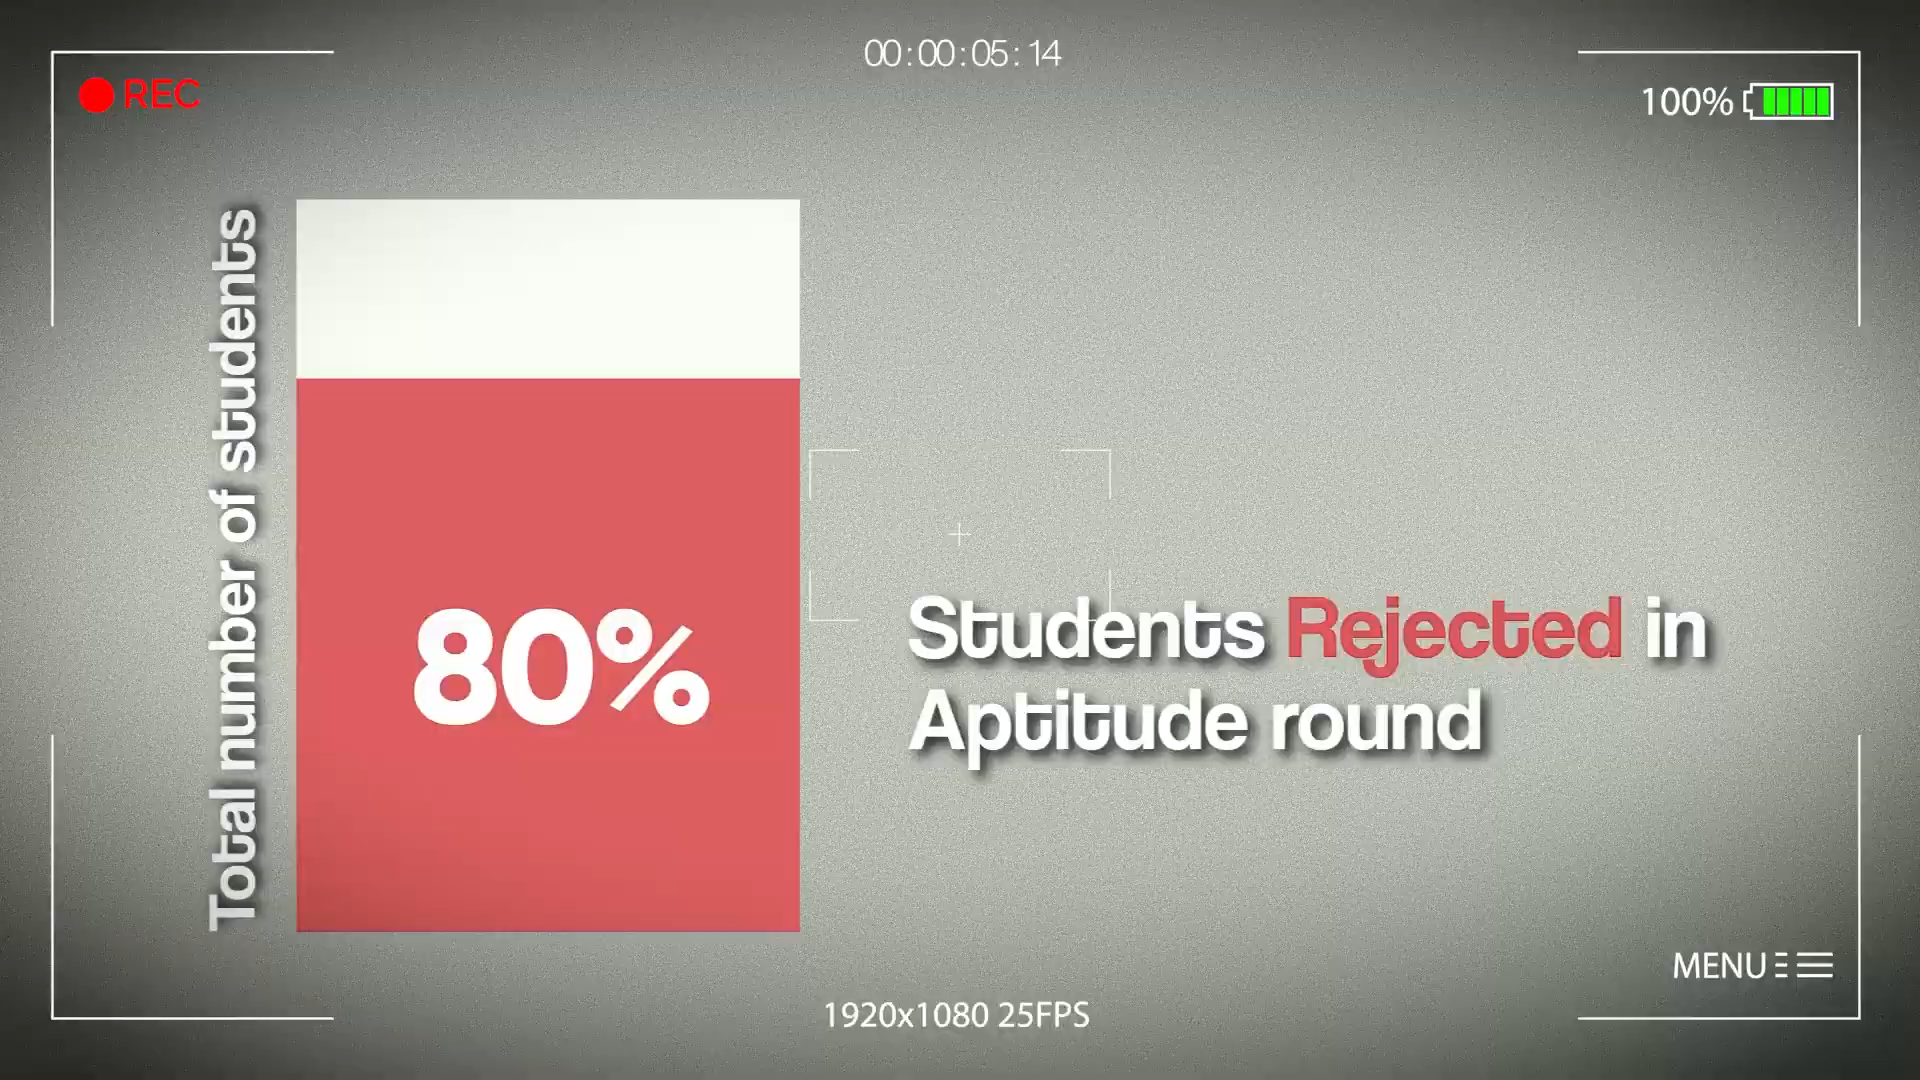 00:00:05:14
REC
100%
Total number of students
80%
Students Rejected in
Aptitude round
MENU
1920x1080 25FPS